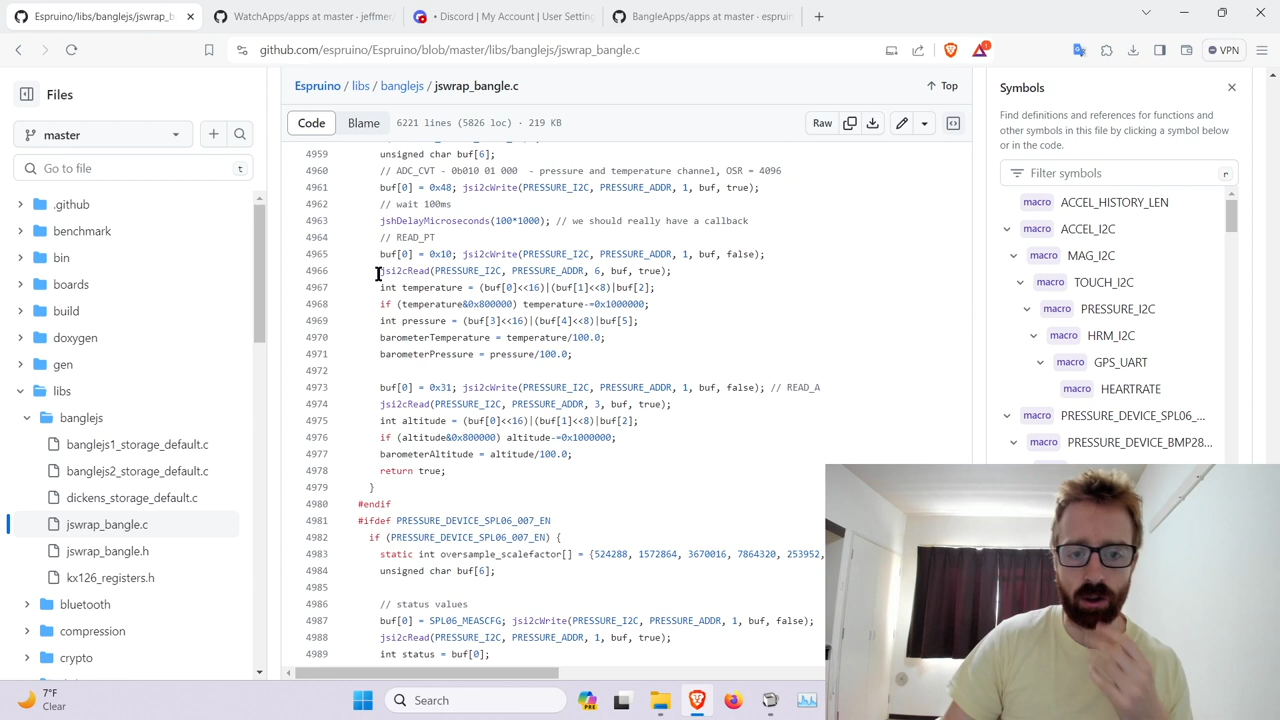 Espruino/libs/banglejs/jswrap_b
WatchApps/apps at master · jeffmer/
• Discord | My Account | User Setting
BangleApps/apps at master · espruin
github.com/espruino/Espruino/blob/master/libs/banglejs/jswrap_bangle.c
1
VPN
Files
master
Go to file
t
.github
benchmark
bin
boards
build
doxygen
gen
libs
banglejs
banglejs1_storage_default.c
banglejs2_storage_default.c
dickens_storage_default.c
jswrap_bangle.c
jswrap_bangle.h
kx126_registers.h
bluetooth
compression
crypto
Espruino / libs / banglejs / jswrap_bangle.c
Top
Code
Blame
6221 lines (5826 loc) · 219 KB
Raw
4959 unsigned char buf[6];
4960 // ADC_CVT - 0b010 01 000  - pressure and temperature channel, OSR = 4096
4961 buf[0] = 0x48; jsi2cWrite(PRESSURE_I2C, PRESSURE_ADDR, 1, buf, true);
4962 // wait 100ms
4963 jshDelayMicroseconds(100*1000); // we should really have a callback
4964 // READ_PT
4965 buf[0] = 0x10; jsi2cWrite(PRESSURE_I2C, PRESSURE_ADDR, 1, buf, false);
4966 jsi2cRead(PRESSURE_I2C, PRESSURE_ADDR, 6, buf, true);
4967 int temperature = (buf[0]<<16)|(buf[1]<<8)|buf[2];
4968 if (temperature&0x800000) temperature-=0x1000000;
4969 int pressure = (buf[3]<<16)|(buf[4]<<8)|buf[5];
4970 barometerTemperature = temperature/100.0;
4971 barometerPressure = pressure/100.0;
4972
4973 buf[0] = 0x31; jsi2cWrite(PRESSURE_I2C, PRESSURE_ADDR, 1, buf, false); // READ_A
4974 jsi2cRead(PRESSURE_I2C, PRESSURE_ADDR, 3, buf, true);
4975 int altitude = (buf[0]<<16)|(buf[1]<<8)|buf[2];
4976 if (altitude&0x800000) altitude-=0x1000000;
4977 barometerAltitude = altitude/100.0;
4978 return true;
4979 }
4980 #endif
4981 #ifdef PRESSURE_DEVICE_SPL06_007_EN
4982 if (PRESSURE_DEVICE_SPL06_007_EN) {
4983 static int oversample_scalefactor[] = {524288, 1572864, 3670016, 7864320, 253952,
4984 unsigned char buf[6];
4985
4986 // status values
4987 buf[0] = SPL06_MEASCFG; jsi2cWrite(PRESSURE_I2C, PRESSURE_ADDR, 1, buf, false);
4988 jsi2cRead(PRESSURE_I2C, PRESSURE_ADDR, 1, buf, true);
4989 int status = buf[0];
Symbols
Find definitions and references for functions and
other symbols in this file by clicking a symbol below
or in the code.
Filter symbols
r
macro ACCEL_HISTORY_LEN
macro ACCEL_I2C
macro MAG_I2C
macro TOUCH_I2C
macro PRESSURE_I2C
macro HRM_I2C
macro GPS_UART
macro HEARTRATE
macro PRESSURE_DEVICE_SPL06_...
macro PRESSURE_DEVICE_BMP28...
7°F
Clear
Search
PRE